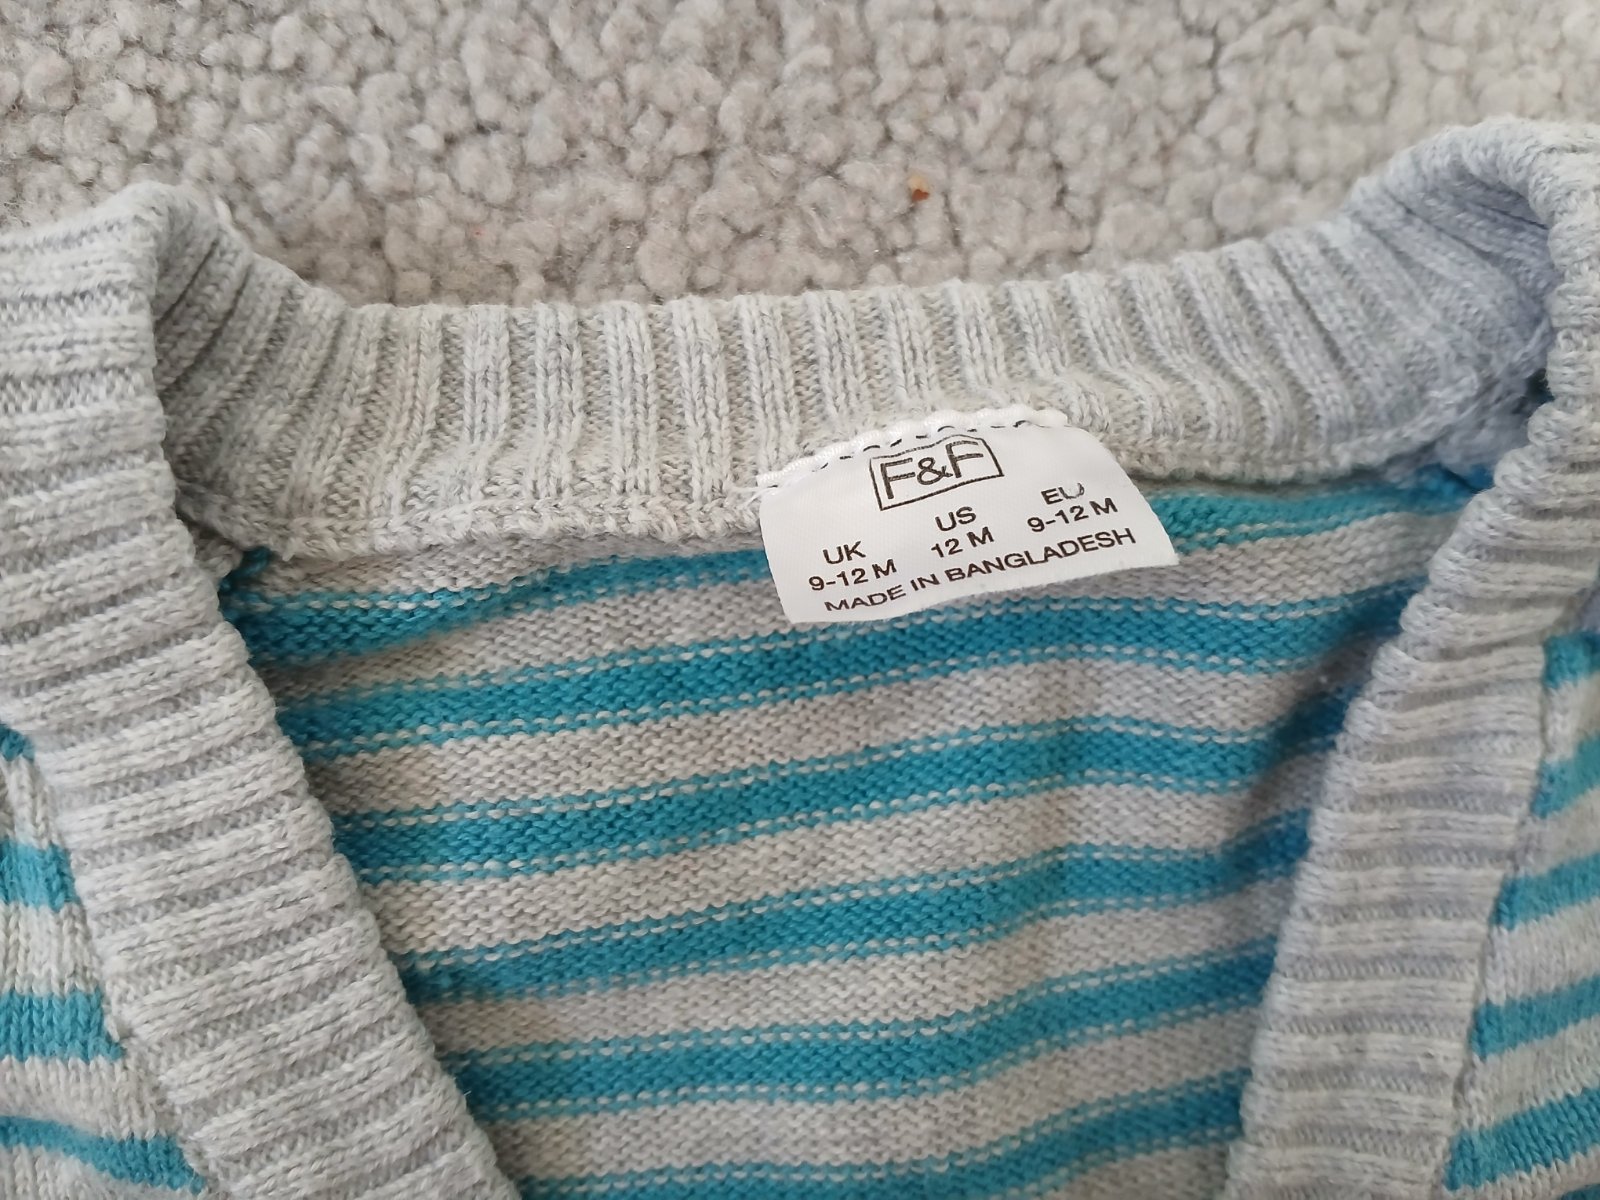 F&F
UK US EU
9-12 M 12 M 9-12 M
MADE IN BANGLADESH